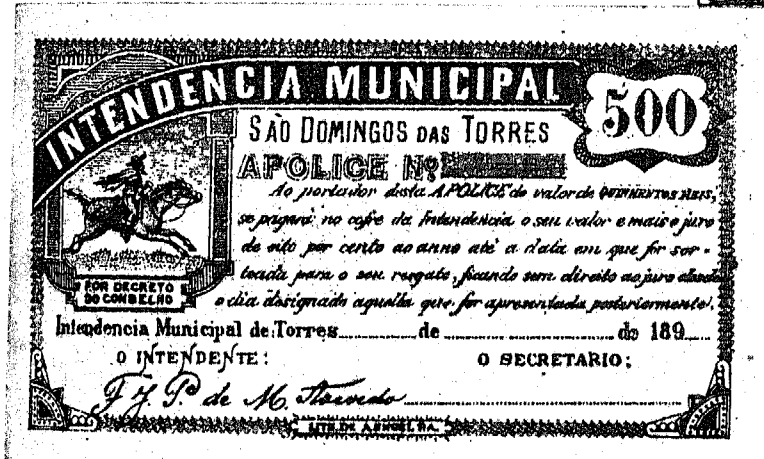 INTENDENCIA MUNICIPAL
500
SÃO DOMINGOS DAS TORRES
APOLICE Nº
Ao portador desta APOLICE do valor de QUINHENTOS REIS,
se pagará no cofre da Intendencia o seu valor e mais o juro
de oito por cento ao anno até a data em que for sor-
teada para o seu resgate, ficando sem direito ao juro desde
o dia designado aquella que for apresentada posteriormente.
POR DECRETO
DO CONSELHO
Intendencia Municipal de Torres de de 189
O INTENDENTE: O SECRETARIO:
F J P de M.
LITH. DE